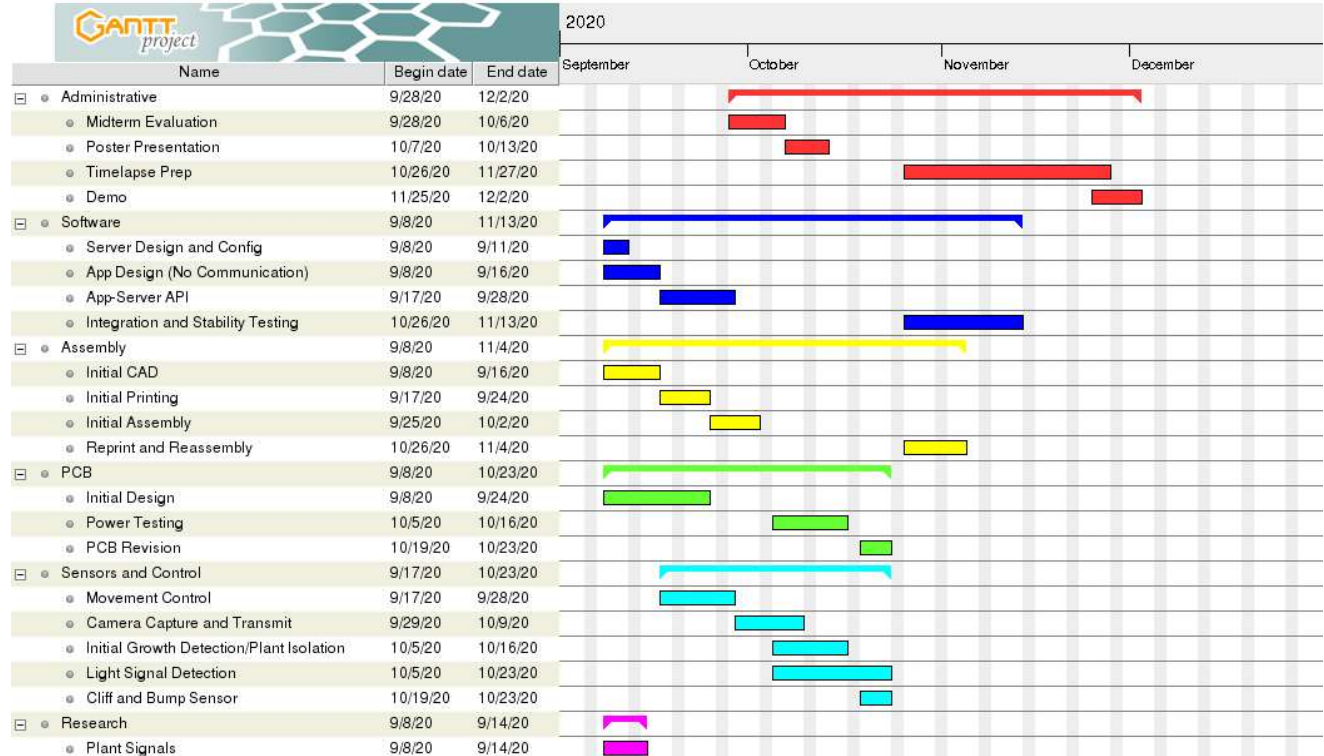 GANTT
project
2020
Name Begin date End date September October November December
Administrative 9/28/20 12/2/20
Midterm Evaluation 9/28/20 10/6/20
Poster Presentation 10/7/20 10/13/20
Timelapse Prep 10/26/20 11/27/20
Demo 11/25/20 12/2/20
Software 9/8/20 11/13/20
Server Design and Config 9/8/20 9/11/20
App Design (No Communication) 9/8/20 9/16/20
App-Server API 9/17/20 9/28/20
Integration and Stability Testing 10/26/20 11/13/20
Assembly 9/8/20 11/4/20
Initial CAD 9/8/20 9/16/20
Initial Printing 9/17/20 9/24/20
Initial Assembly 9/25/20 10/2/20
Reprint and Reassembly 10/26/20 11/4/20
PCB 9/8/20 10/23/20
Initial Design 9/8/20 9/24/20
Power Testing 10/5/20 10/16/20
PCB Revision 10/19/20 10/23/20
Sensors and Control 9/17/20 10/23/20
Movement Control 9/17/20 9/28/20
Camera Capture and Transmit 9/29/20 10/9/20
Initial Growth Detection/Plant Isolation 10/5/20 10/16/20
Light Signal Detection 10/5/20 10/23/20
Cliff and Bump Sensor 10/19/20 10/23/20
Research 9/8/20 9/14/20
Plant Signals 9/8/20 9/14/20